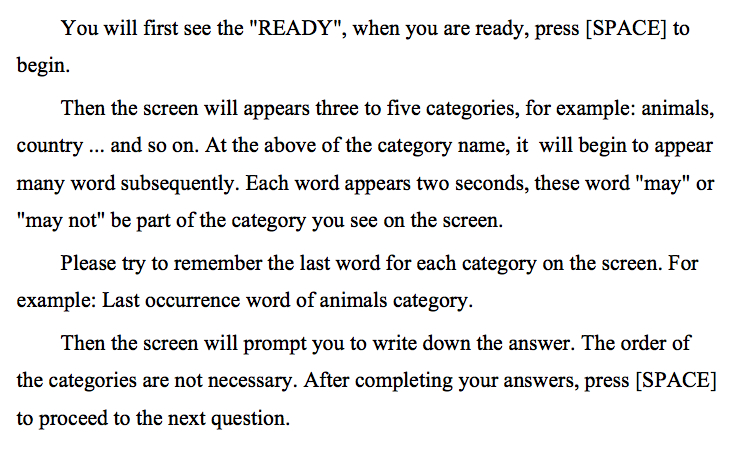 You will first see the "READY", when you are ready, press [SPACE] to
begin.
Then the screen will appears three to five categories, for example: animals,
country ... and so on. At the above of the category name, it  will begin to appear
many word subsequently. Each word appears two seconds, these word "may" or
"may not" be part of the category you see on the screen.
Please try to remember the last word for each category on the screen. For
example: Last occurrence word of animals category.
Then the screen will prompt you to write down the answer. The order of
the categories are not necessary. After completing your answers, press [SPACE]
to proceed to the next question.